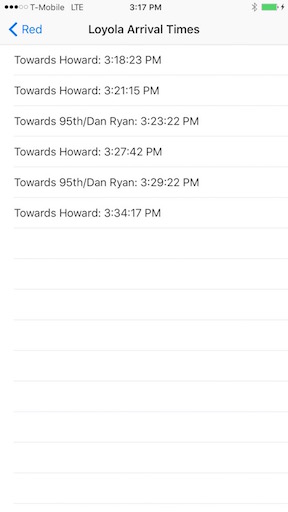 T-Mobile LTE 3:17 PM
Red Loyola Arrival Times
Towards Howard: 3:18:23 PM
Towards Howard: 3:21:15 PM
Towards 95th/Dan Ryan: 3:23:22 PM
Towards Howard: 3:27:42 PM
Towards 95th/Dan Ryan: 3:29:22 PM
Towards Howard: 3:34:17 PM